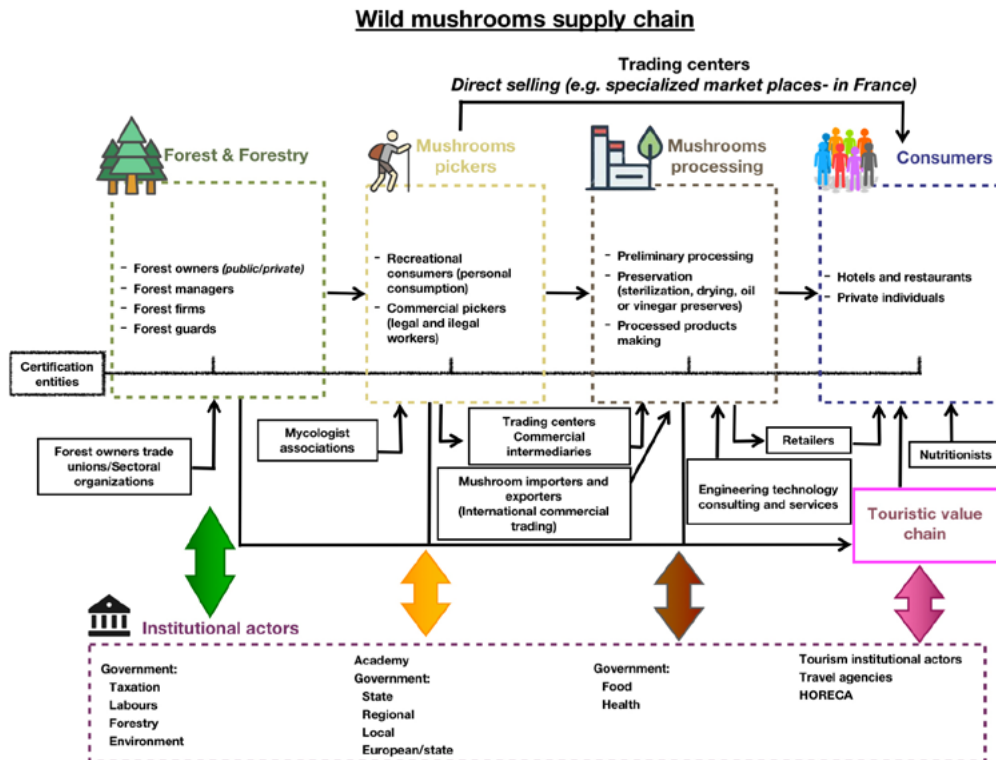 Wild mushrooms supply chain
Trading centers
Direct selling (e.g. specialized market places- in France)
Forest & Forestry
Mushrooms
pickers
Mushrooms
processing
Consumers
- Forest owners (public/private)
- Forest managers
- Forest firms
- Forest guards
- Recreational
consumers (personal
consumption)
- Commercial pickers
(legal and ilegal
workers)
- Preliminary processing
- Preservation
(sterilization, drying, oil
or vinegar preserves)
- Processed products
making
- Hotels and restaurants
- Private individuals
Certification
entities
Forest owners trade
unions/Sectoral
organizations
Mycologist
associations
Trading centers
Commercial
intermediaries
Mushroom importers and
exporters
(International commercial
trading)
Engineering technology
consulting and services
Retailers
Nutritionists
Touristic value
chain
Institutional actors
Government:
Taxation
Labours
Forestry
Environment
Academy
Government:
State
Regional
Local
European/state
Government:
Food
Health
Tourism institutional actors
Travel agencies
HORECA